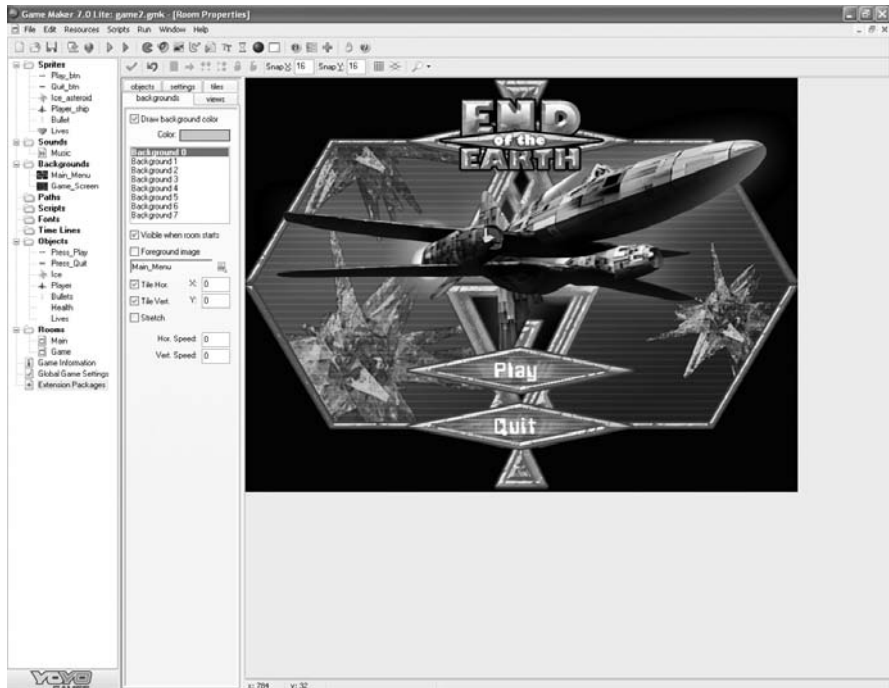 Game Maker 7.0 Lite: game2.gmk - [Room Properties]
File Edit Resources Scripts Run Window Help
Snap X: 16 Snap Y: 16
Sprites
Play_btn
Quit_btn
Ice_asteroid
Player_ship
Bullet
Lives
Sounds
Music
Backgrounds
Main_Menu
Game_Screen
Paths
Scripts
Fonts
Time Lines
Objects
Press_Play
Press_Quit
Ice
Player
Bullets
Health
Lives
Rooms
Main
Game
Game Information
Global Game Settings
Extension Packages
objects settings tiles
backgrounds views
Draw background color
Color:
Background 0
Background 1
Background 2
Background 3
Background 4
Background 5
Background 6
Background 7
Visible when room starts
Foreground image
Main_Menu
Tile Hor. X: 0
Tile Vert. Y: 0
Stretch
Hor. Speed: 0
Vert. Speed: 0
END
of the
EARTH
Play
Quit
YOYO
GAMES
x: 784 y: 32